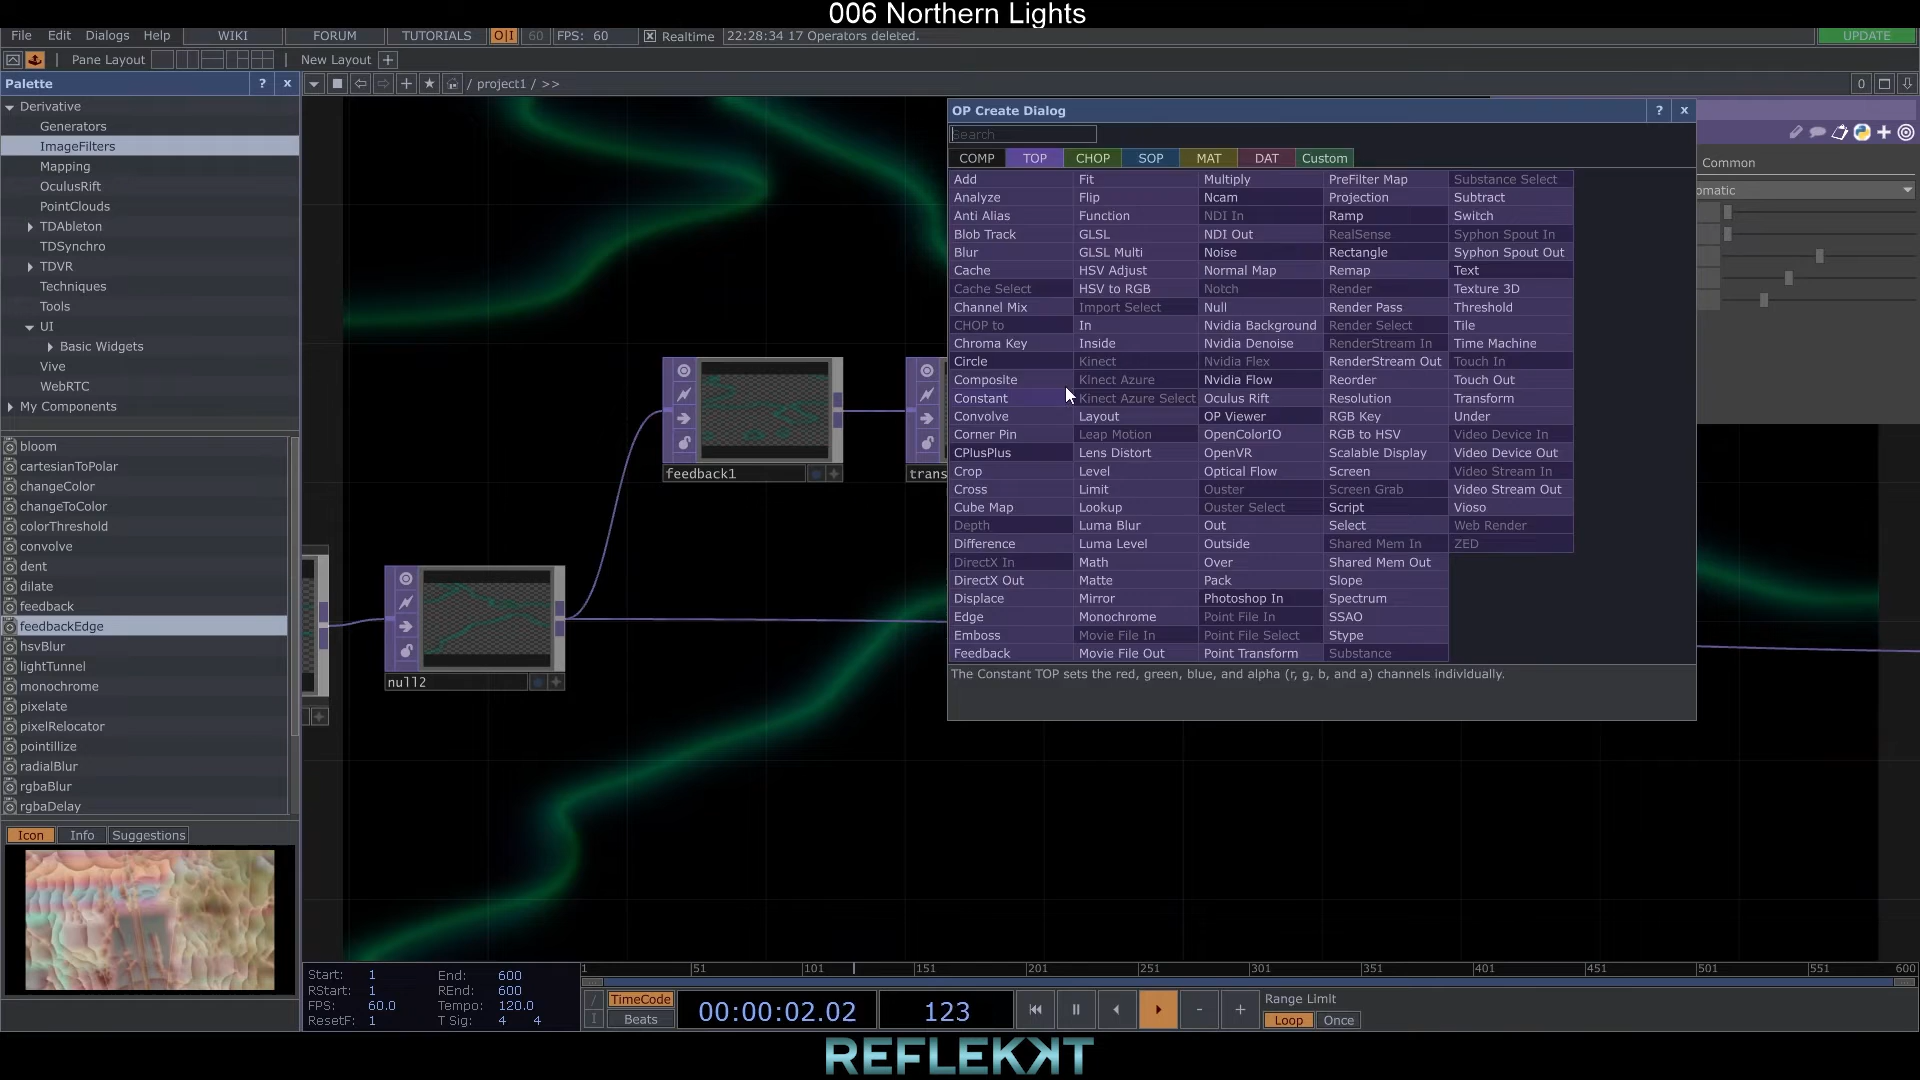 006 Northern Lights
File Edit Dialogs Help WIKI FORUM TUTORIALS O|I 60 FPS: 60 Realtime 22:28:34 17 Operators deleted. UPDATE
Pane Layout New Layout +
Palette ? x / project1 / >> 0
Derivative
Generators
ImageFilters
Mapping
OculusRift
PointClouds
TDAbleton
TDSynchro
TDVR
Techniques
Tools
UI
Basic Widgets
Vive
WebRTC
My Components
bloom
cartesianToPolar
changeColor
changeToColor
colorThreshold
convolve
dent
dilate
feedback
feedbackEdge
hsvBlur
lightTunnel
monochrome
pixelate
pixelRelocator
pointillize
radialBlur
rgbaBlur
rgbaDelay
Icon Info Suggestions
null2
feedback1
trans
OP Create Dialog ? x
Search
COMP TOP CHOP SOP MAT DAT Custom
Add Fit Multiply PreFilter Map Substance Select
Analyze Flip Ncam Projection Subtract
Anti Alias Function NDI In Ramp Switch
Blob Track GLSL NDI Out RealSense Syphon Spout In
Blur GLSL Multi Noise Rectangle Syphon Spout Out
Cache HSV Adjust Normal Map Remap Text
Cache Select HSV to RGB Notch Render Texture 3D
Channel Mix Import Select Null Render Pass Threshold
CHOP to In Nvidia Background Render Select Tile
Chroma Key Inside Nvidia Denoise RenderStream In Time Machine
Circle Kinect Nvidia Flex RenderStream Out Touch In
Composite Kinect Azure Nvidia Flow Reorder Touch Out
Constant Kinect Azure Select Oculus Rift Resolution Transform
Convolve Layout OP Viewer RGB Key Under
Corner Pin Leap Motion OpenColorIO RGB to HSV Video Device In
CPlusPlus Lens Distort OpenVR Scalable Display Video Device Out
Crop Level Optical Flow Screen Video Stream In
Cross Limit Ouster Screen Grab Video Stream Out
Cube Map Lookup Ouster Select Script Vioso
Depth Luma Blur Out Select Web Render
Difference Luma Level Outside Shared Mem In ZED
DirectX In Math Over Shared Mem Out
DirectX Out Matte Pack Slope
Displace Mirror Photoshop In Spectrum
Edge Monochrome Point File In SSAO
Emboss Movie File In Point File Select Stype
Feedback Movie File Out Point Transform Substance
The Constant TOP sets the red, green, blue, and alpha (r, g, b, and a) channels individually.
Common
omatic
Start: 1 End: 600
RStart: 1 REnd: 600
FPS: 60.0 Tempo: 120.0
ResetF: 1 T Sig: 4 4
1 51 101 151 201 251 301 351 401 451 501 551 600
TimeCode 00:00:02.02 123 - + Range Limit
Beats Loop Once
REFLEKKT